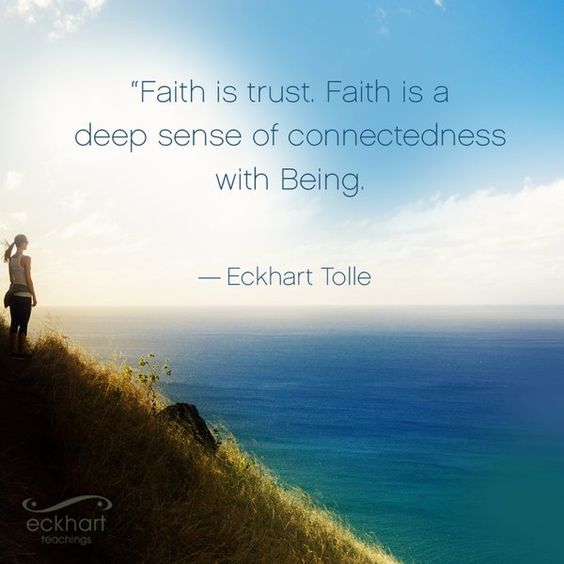 “Faith is trust. Faith is a
deep sense of connectedness
with Being.
— Eckhart Tolle
eckhart
teachings